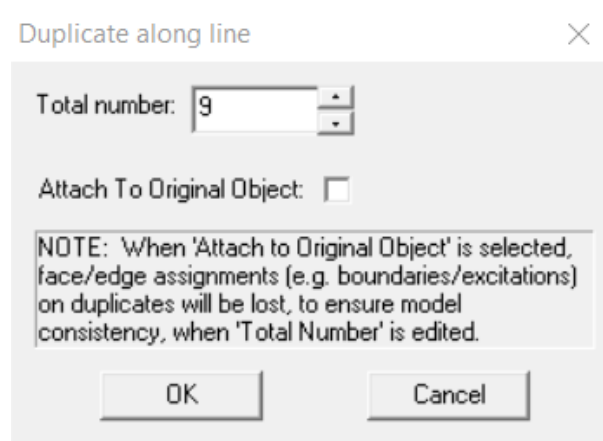 Duplicate along line
Total number: 9
Attach To Original Object:
NOTE:  When 'Attach to Original Object' is selected,
face/edge assignments (e.g. boundaries/excitations)
on duplicates will be lost, to ensure model
consistency, when 'Total Number' is edited.
OK Cancel